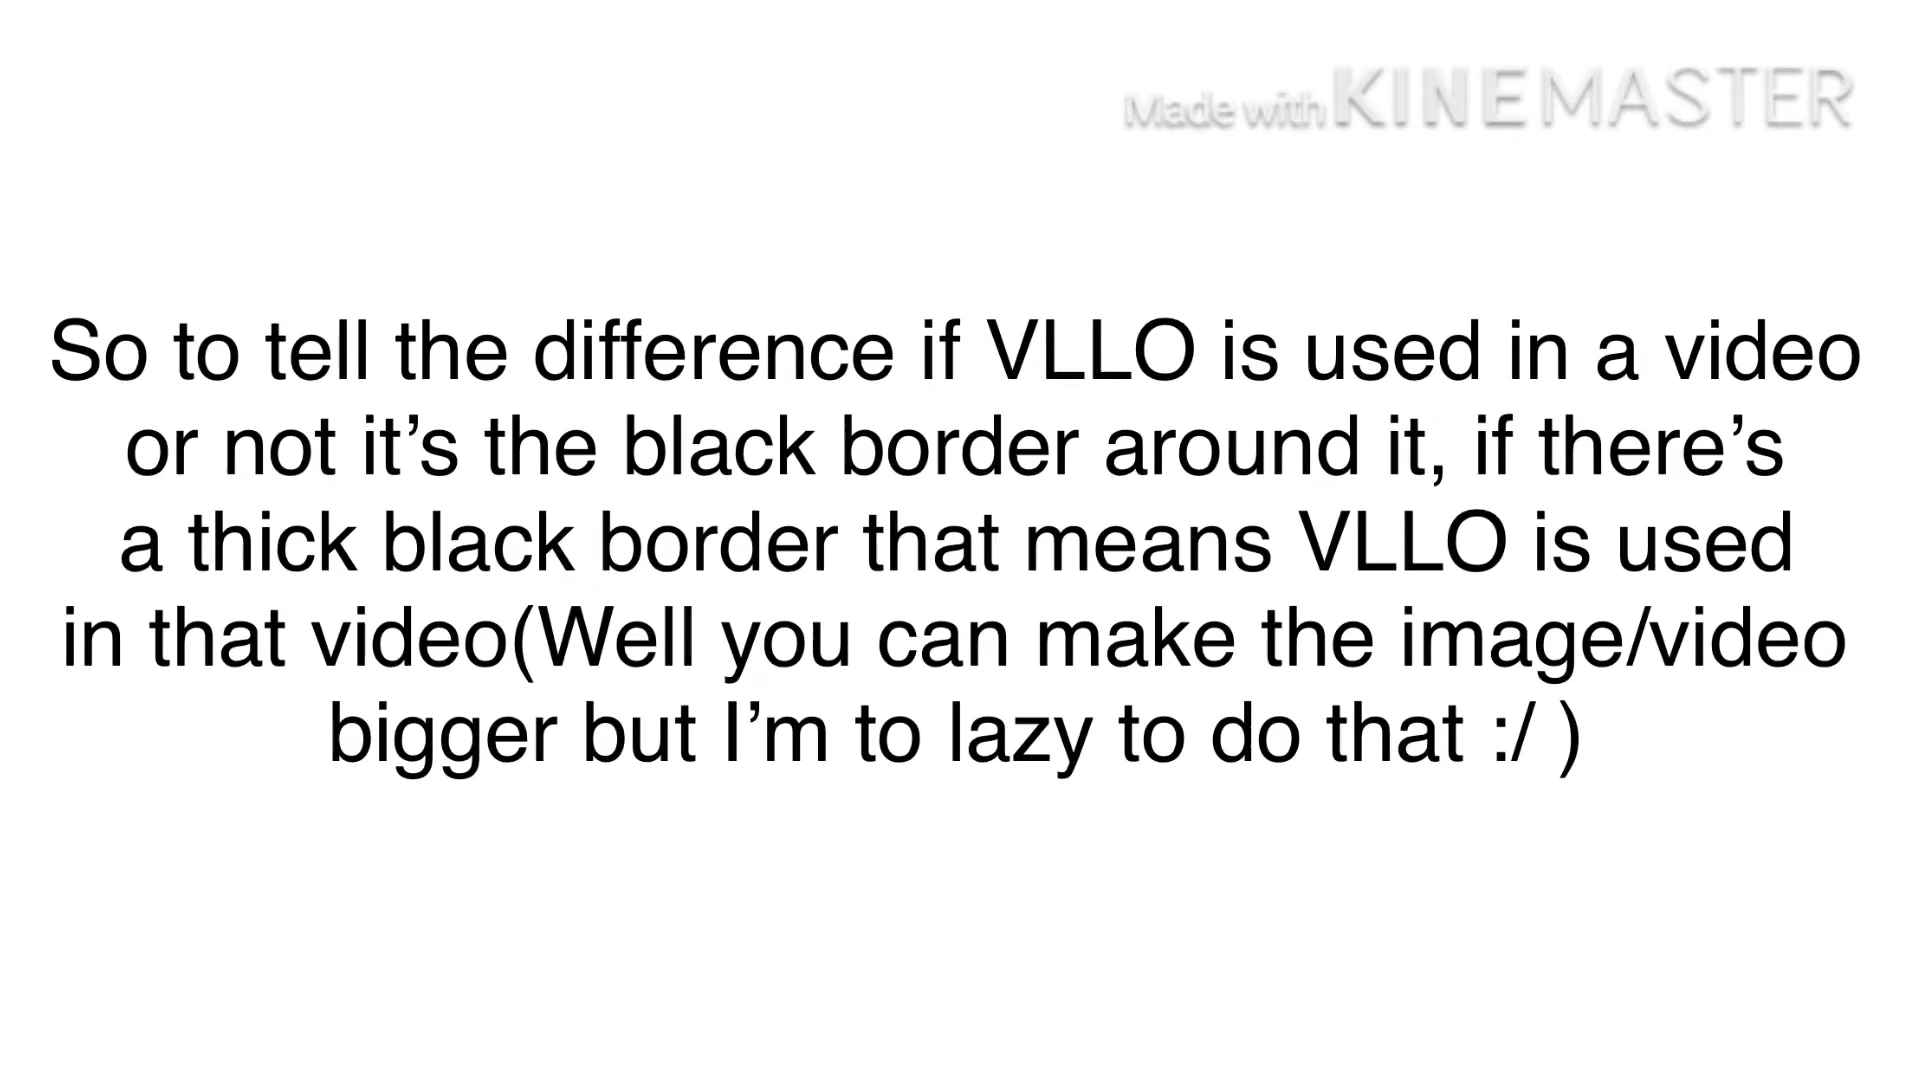 Made with KINEMASTER
So to tell the difference if VLLO is used in a video
or not it’s the black border around it, if there’s
a thick black border that means VLLO is used
in that video(Well you can make the image/video
bigger but I’m to lazy to do that :/ )